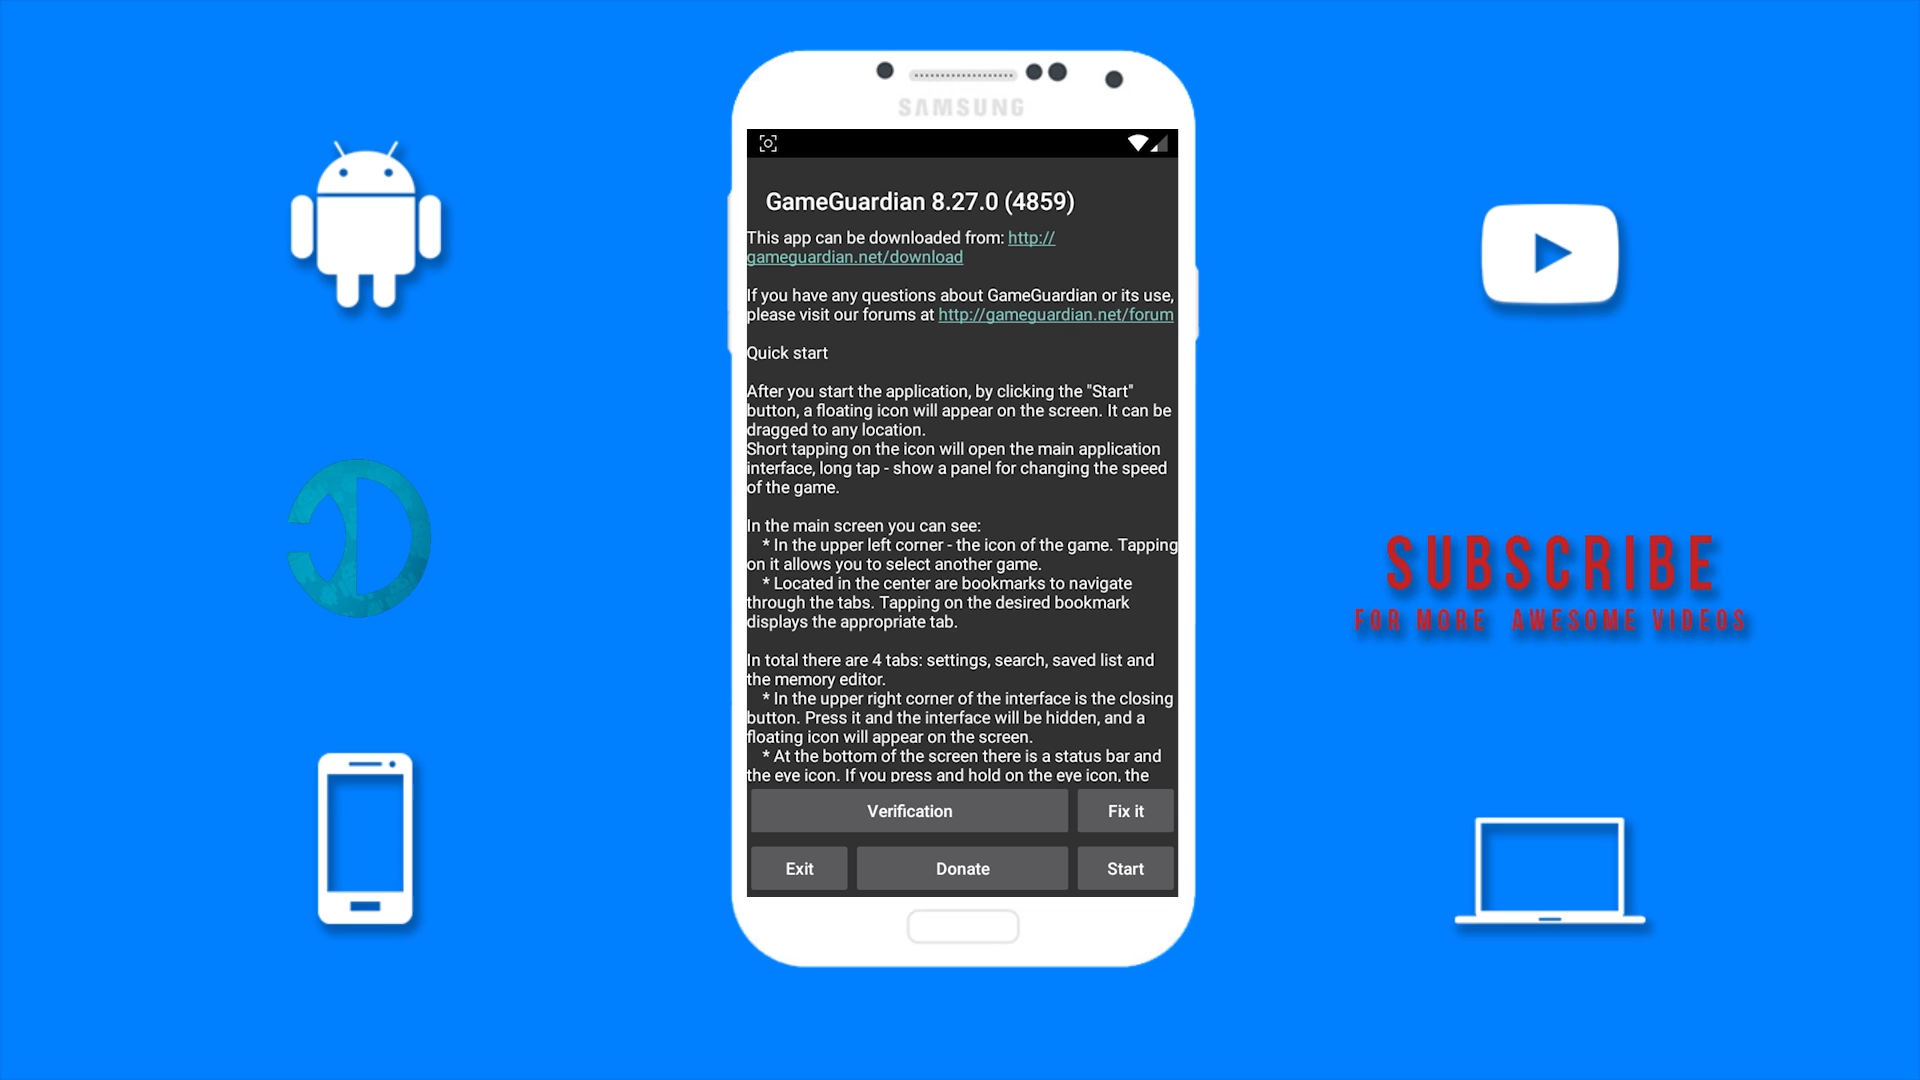 SAMSUNG
GameGuardian 8.27.0 (4859)
This app can be downloaded from: http://
gameguardian.net/download
If you have any questions about GameGuardian or its use,
please visit our forums at http://gameguardian.net/forum
Quick start
After you start the application, by clicking the "Start"
button, a floating icon will appear on the screen. It can be
dragged to any location.
Short tapping on the icon will open the main application
interface, long tap - show a panel for changing the speed
of the game.
In the main screen you can see:
* In the upper left corner - the icon of the game. Tapping
on it allows you to select another game.
* Located in the center are bookmarks to navigate
through the tabs. Tapping on the desired bookmark
displays the appropriate tab.
In total there are 4 tabs: settings, search, saved list and
the memory editor.
* In the upper right corner of the interface is the closing
button. Press it and the interface will be hidden, and a
floating icon will appear on the screen.
* At the bottom of the screen there is a status bar and
the eye icon. If you press and hold on the eye icon, the
Verification
Fix it
Exit
Donate
Start
SUBSCRIBE
FOR MORE AWESOME VIDEOS